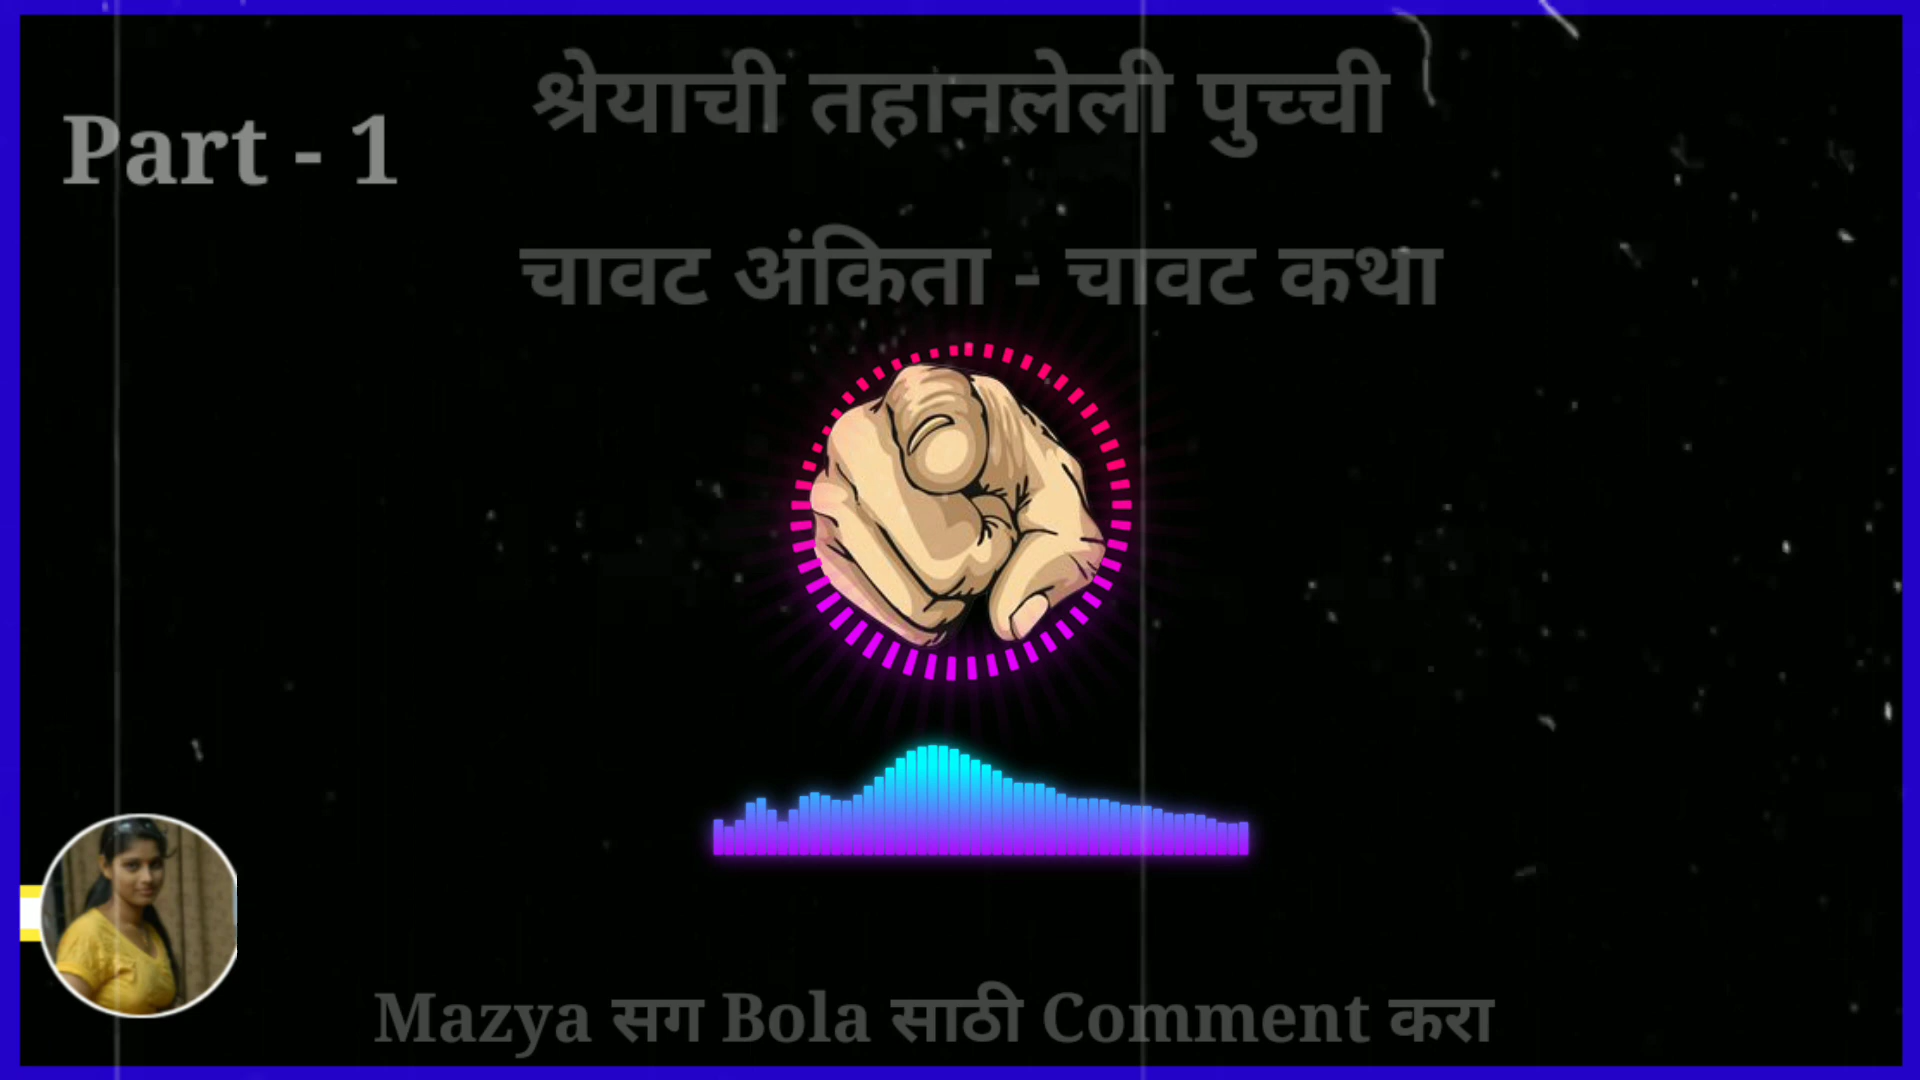 श्रेयाची तहानलेली पुच्ची
Part - 1
चावट अंकिता - चावट कथा
Mazya सग Bola साठी Comment करा